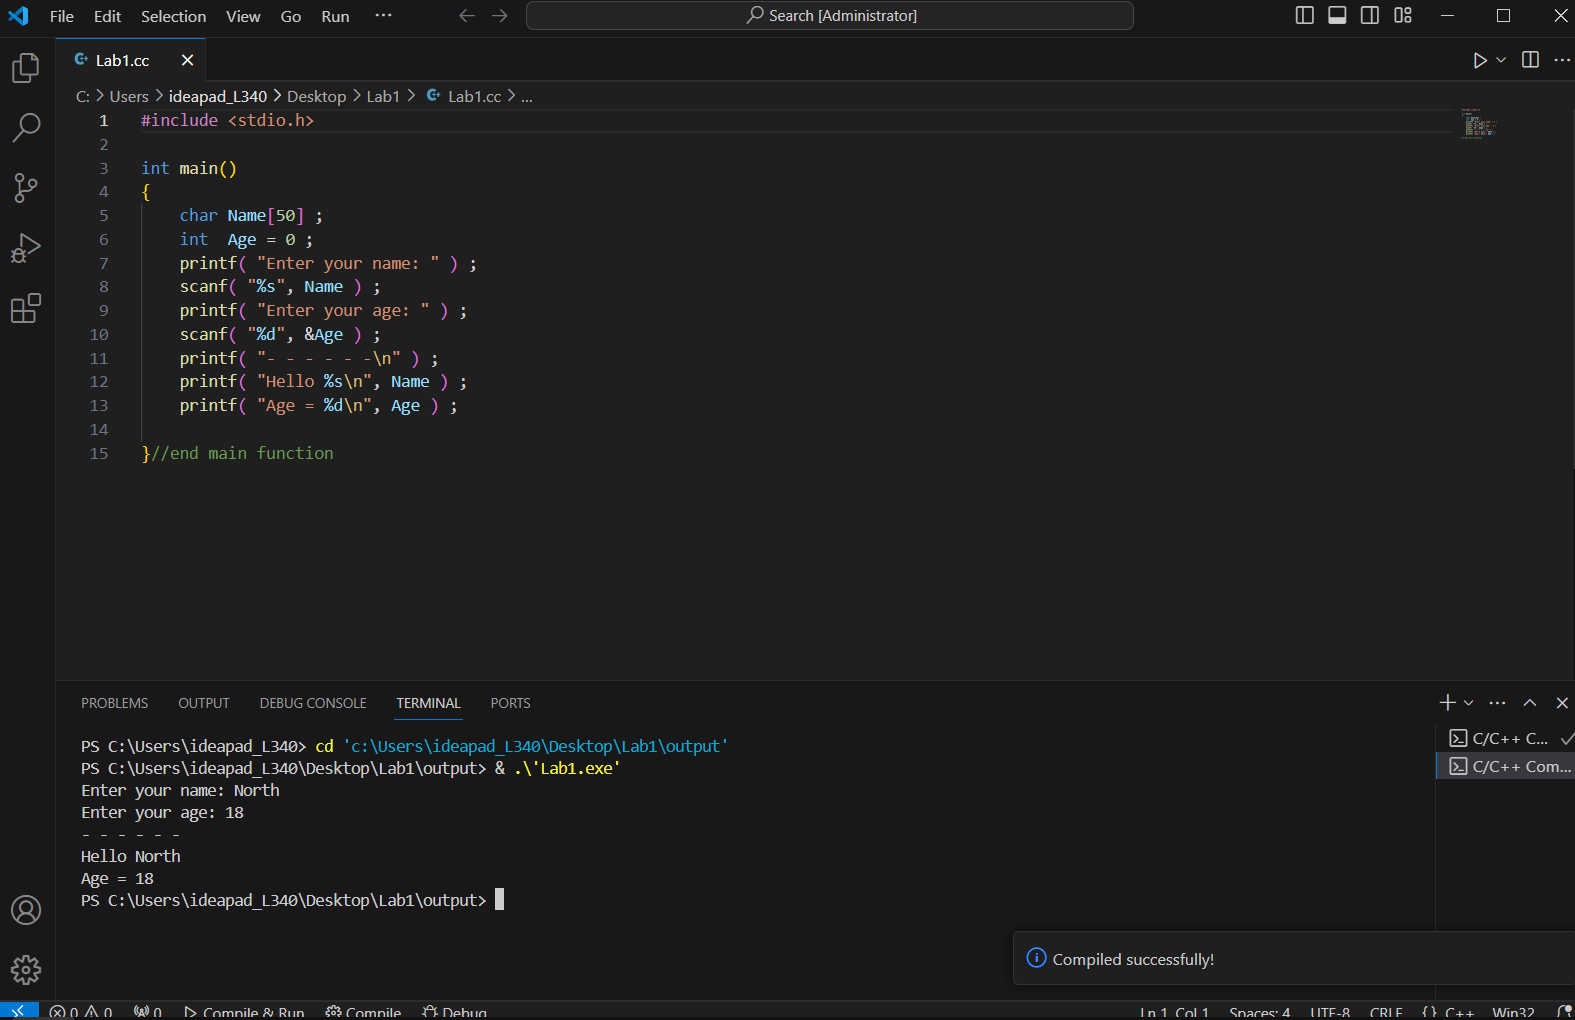 File Edit Selection View Go Run ···
Search [Administrator]
Lab1.cc
C: > Users > ideapad_L340 > Desktop > Lab1 > Lab1.cc > ...
1 #include <stdio.h>
2
3 int main()
4 {
5     char Name[50] ;
6     int  Age = 0 ;
7     printf( "Enter your name: " ) ;
8     scanf( "%s", Name ) ;
9     printf( "Enter your age: " ) ;
10     scanf( "%d", &Age ) ;
11     printf( "- - - - - -\n" ) ;
12     printf( "Hello %s\n", Name ) ;
13     printf( "Age = %d\n", Age ) ;
14
15 }//end main function
PROBLEMS OUTPUT DEBUG CONSOLE TERMINAL PORTS
PS C:\Users\ideapad_L340> cd 'c:\Users\ideapad_L340\Desktop\Lab1\output'
PS C:\Users\ideapad_L340\Desktop\Lab1\output> & .\'Lab1.exe'
Enter your name: North
Enter your age: 18
- - - - - -
Hello North
Age = 18
PS C:\Users\ideapad_L340\Desktop\Lab1\output>
C/C++ C...
C/C++ Com...
Compiled successfully!
0 0 0 Compile & Run Compile Debug Ln 1, Col 1 Spaces: 4 UTF-8 CRLF {} C++ Win32